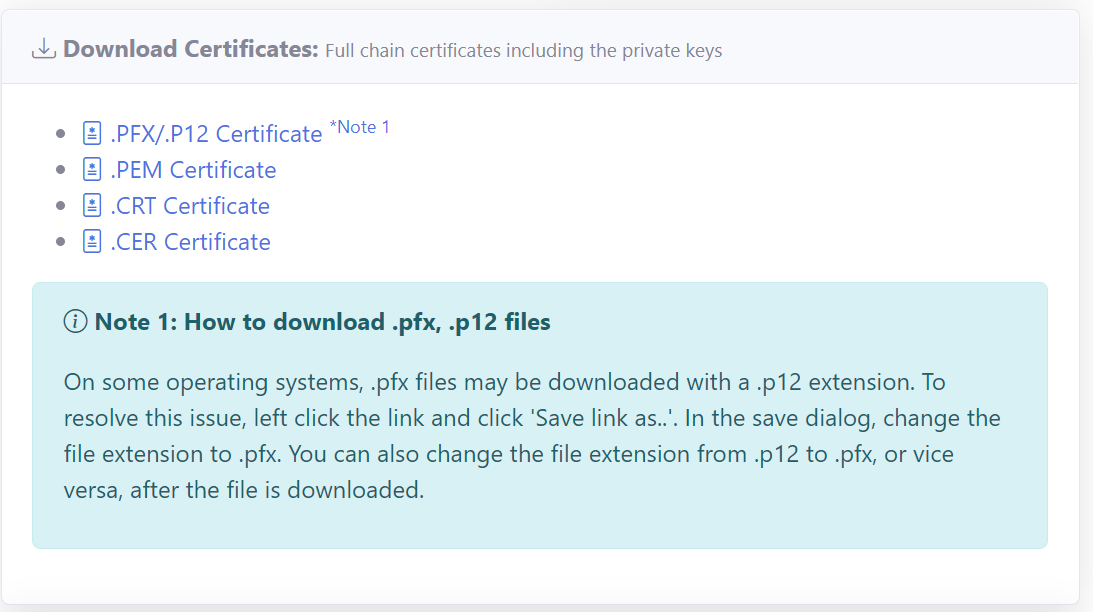 Download Certificates: Full chain certificates including the private keys
.PFX/.P12 Certificate *Note 1
.PEM Certificate
.CRT Certificate
.CER Certificate
Note 1: How to download .pfx, .p12 files
On some operating systems, .pfx files may be downloaded with a .p12 extension. To
resolve this issue, left click the link and click 'Save link as..'. In the save dialog, change the
file extension to .pfx. You can also change the file extension from .p12 to .pfx, or vice
versa, after the file is downloaded.